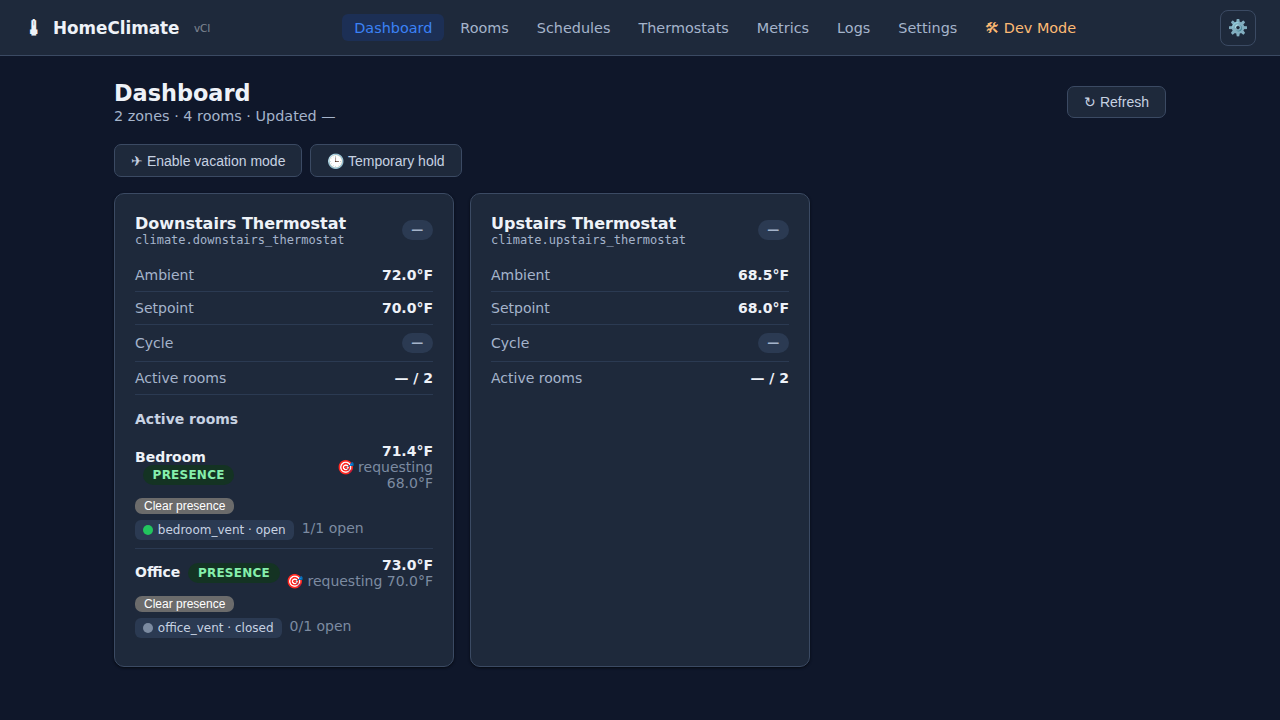 🌡 HomeClimate vCI Dashboard Rooms Schedules Thermostats Metrics Logs Settings 🛠 Dev Mode ⚙️
Dashboard
2 zones · 4 rooms · Updated —
↻ Refresh
✈ Enable vacation mode 🕒 Temporary hold
Downstairs Thermostat —
climate.downstairs_thermostat
Ambient 72.0°F
Setpoint 70.0°F
Cycle —
Active rooms — / 2
Active rooms
Bedroom PRESENCE
71.4°F
🎯 requesting
68.0°F
Clear presence
bedroom_vent · open 1/1 open
Office PRESENCE
73.0°F
🎯 requesting 70.0°F
Clear presence
office_vent · closed 0/1 open
Upstairs Thermostat —
climate.upstairs_thermostat
Ambient 68.5°F
Setpoint 68.0°F
Cycle —
Active rooms — / 2